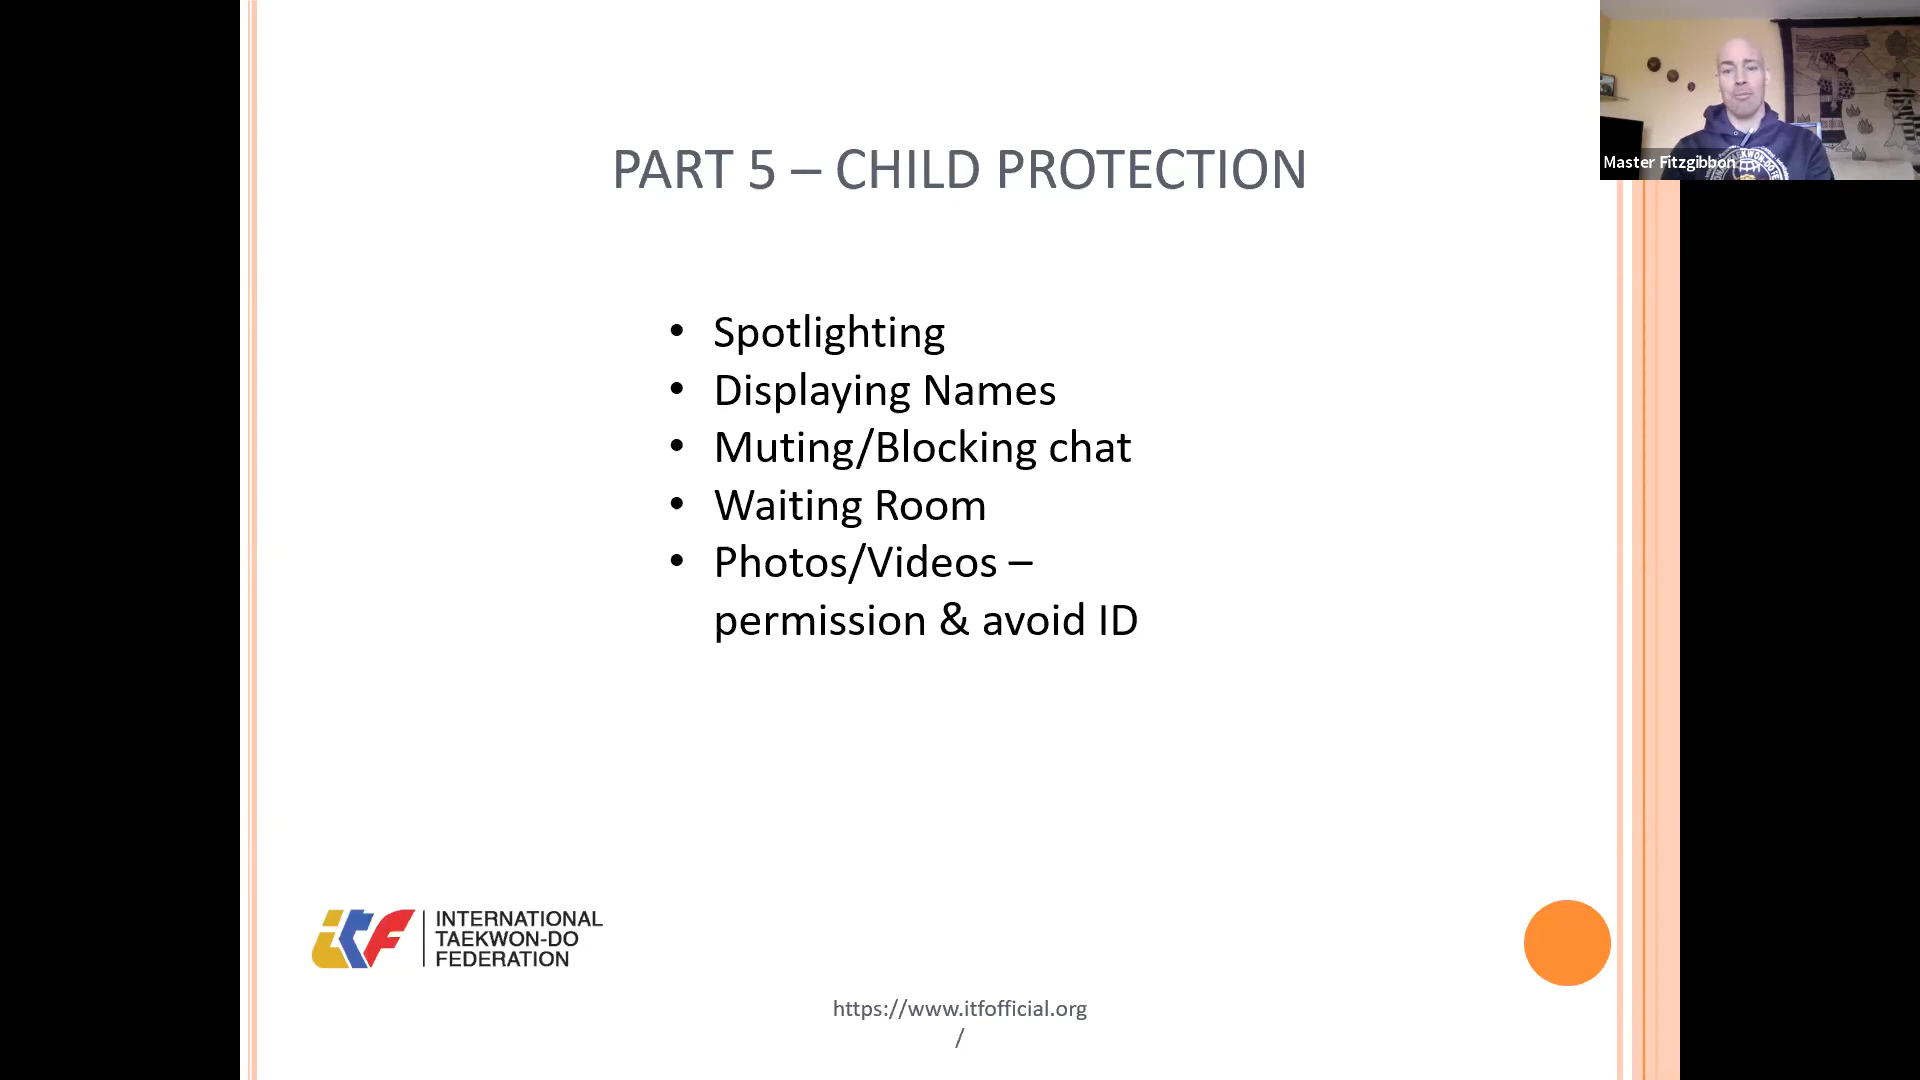 PART 5 – CHILD PROTECTION
Master Fitzgibbon
• Spotlighting
• Displaying Names
• Muting/Blocking chat
• Waiting Room
• Photos/Videos –
permission & avoid ID
itf
INTERNATIONAL
TAEKWON-DO
FEDERATION
https://www.itfofficial.org
/